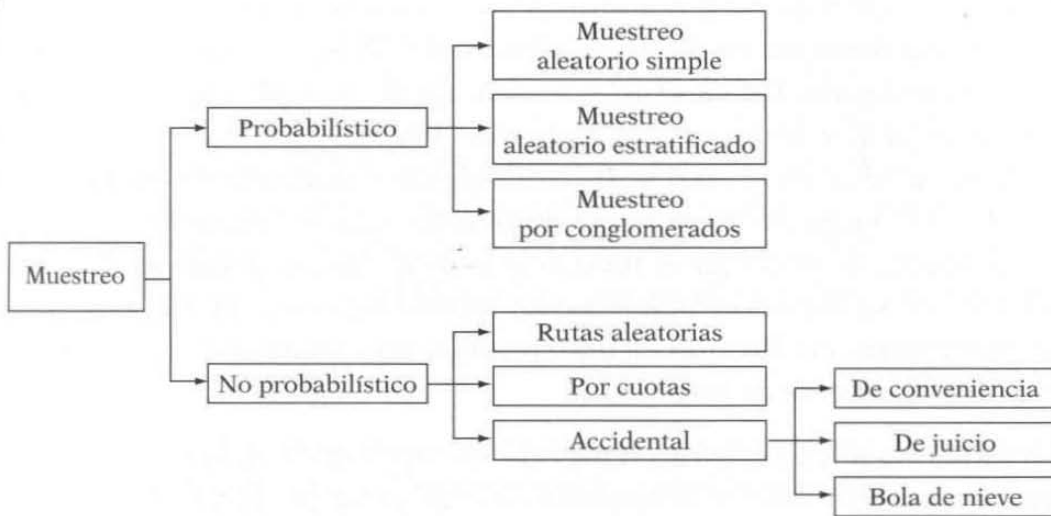 Muestreo
Probabilístico
Muestreo
aleatorio simple
Muestreo
aleatorio estratificado
Muestreo
por conglomerados
No probabilístico
Rutas aleatorias
Por cuotas
Accidental
De conveniencia
De juicio
Bola de nieve